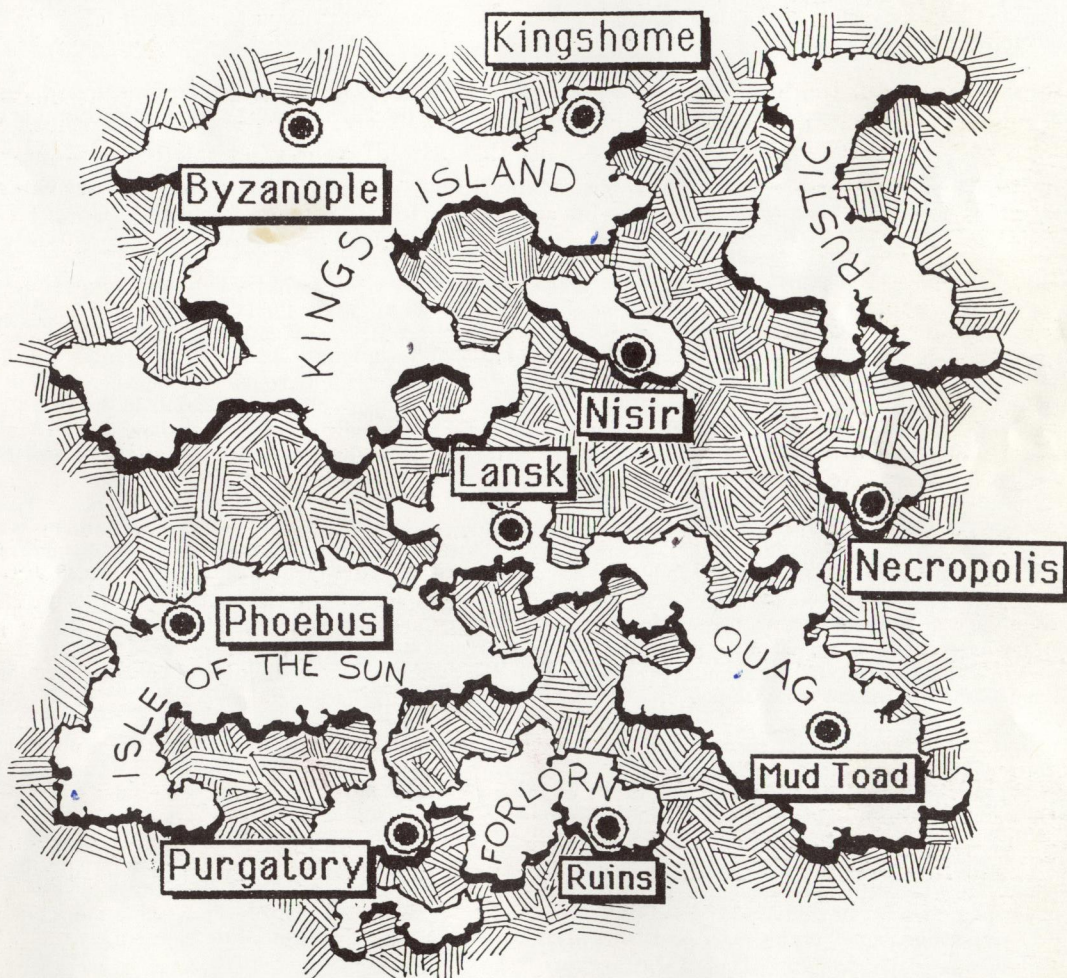 Kingshome
Byzanople
KINGS ISLAND
RUSTIC
Nisir
Lansk
Necropolis
Phoebus
ISLE OF THE SUN
QUAG
Mud Toad
FORLORN
Purgatory
Ruins